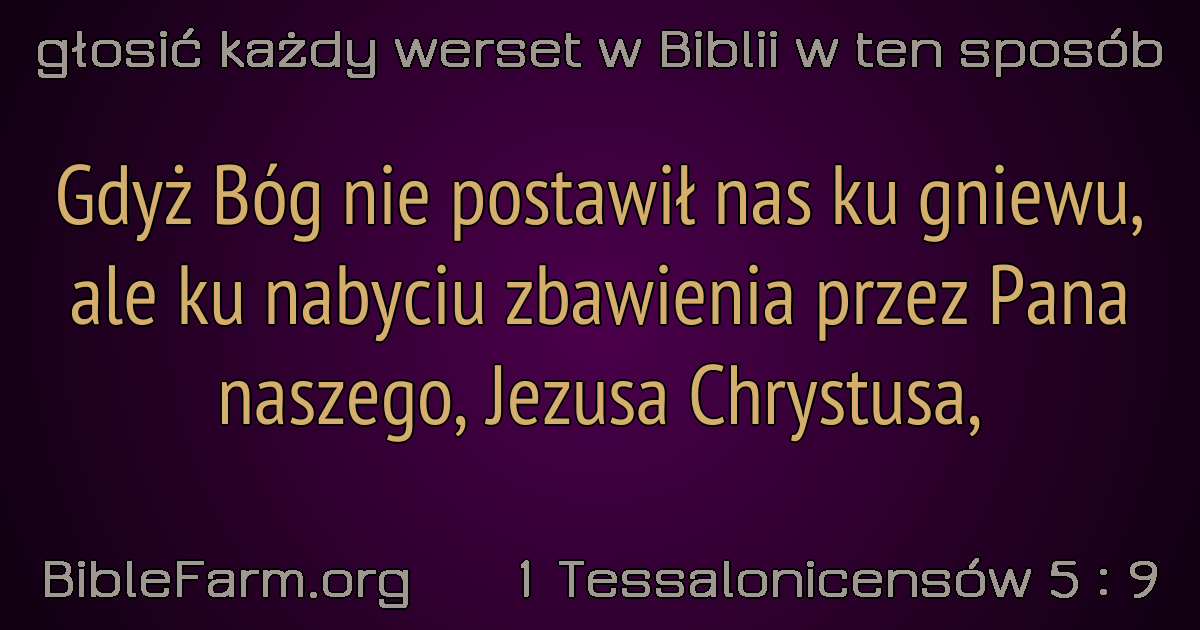 głosić każdy werset w Biblii w ten sposób
Gdyż Bóg nie postawił nas ku gniewu,
ale ku nabyciu zbawienia przez Pana
naszego, Jezusa Chrystusa,
BibleFarm.org 1 Tessalonicensów 5 : 9